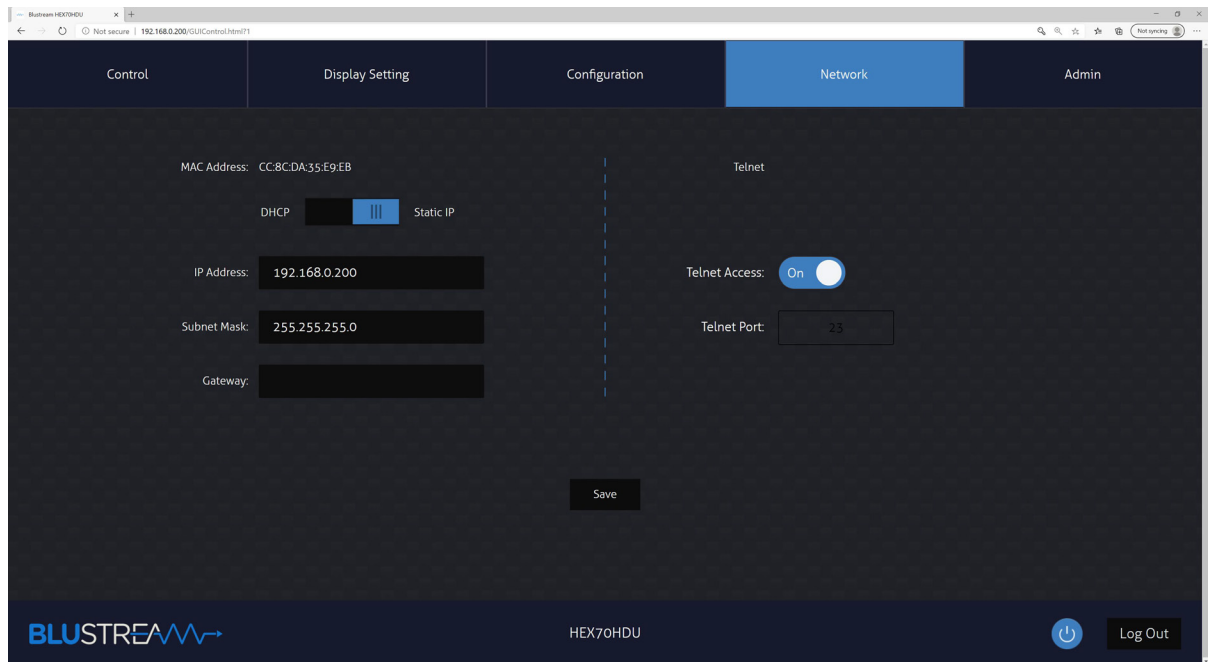 Blustream HEX70HDU
Not secure | 192.168.0.200/GUIControl.html?1
Not syncing
Control
Display Setting
Configuration
Network
Admin
MAC Address: CC:8C:DA:35:E9:EB
DHCP
Static IP
IP Address: 192.168.0.200
Subnet Mask: 255.255.255.0
Gateway:
Telnet
Telnet Access: On
Telnet Port: 23
Save
BLUSTREAM
HEX70HDU
Log Out